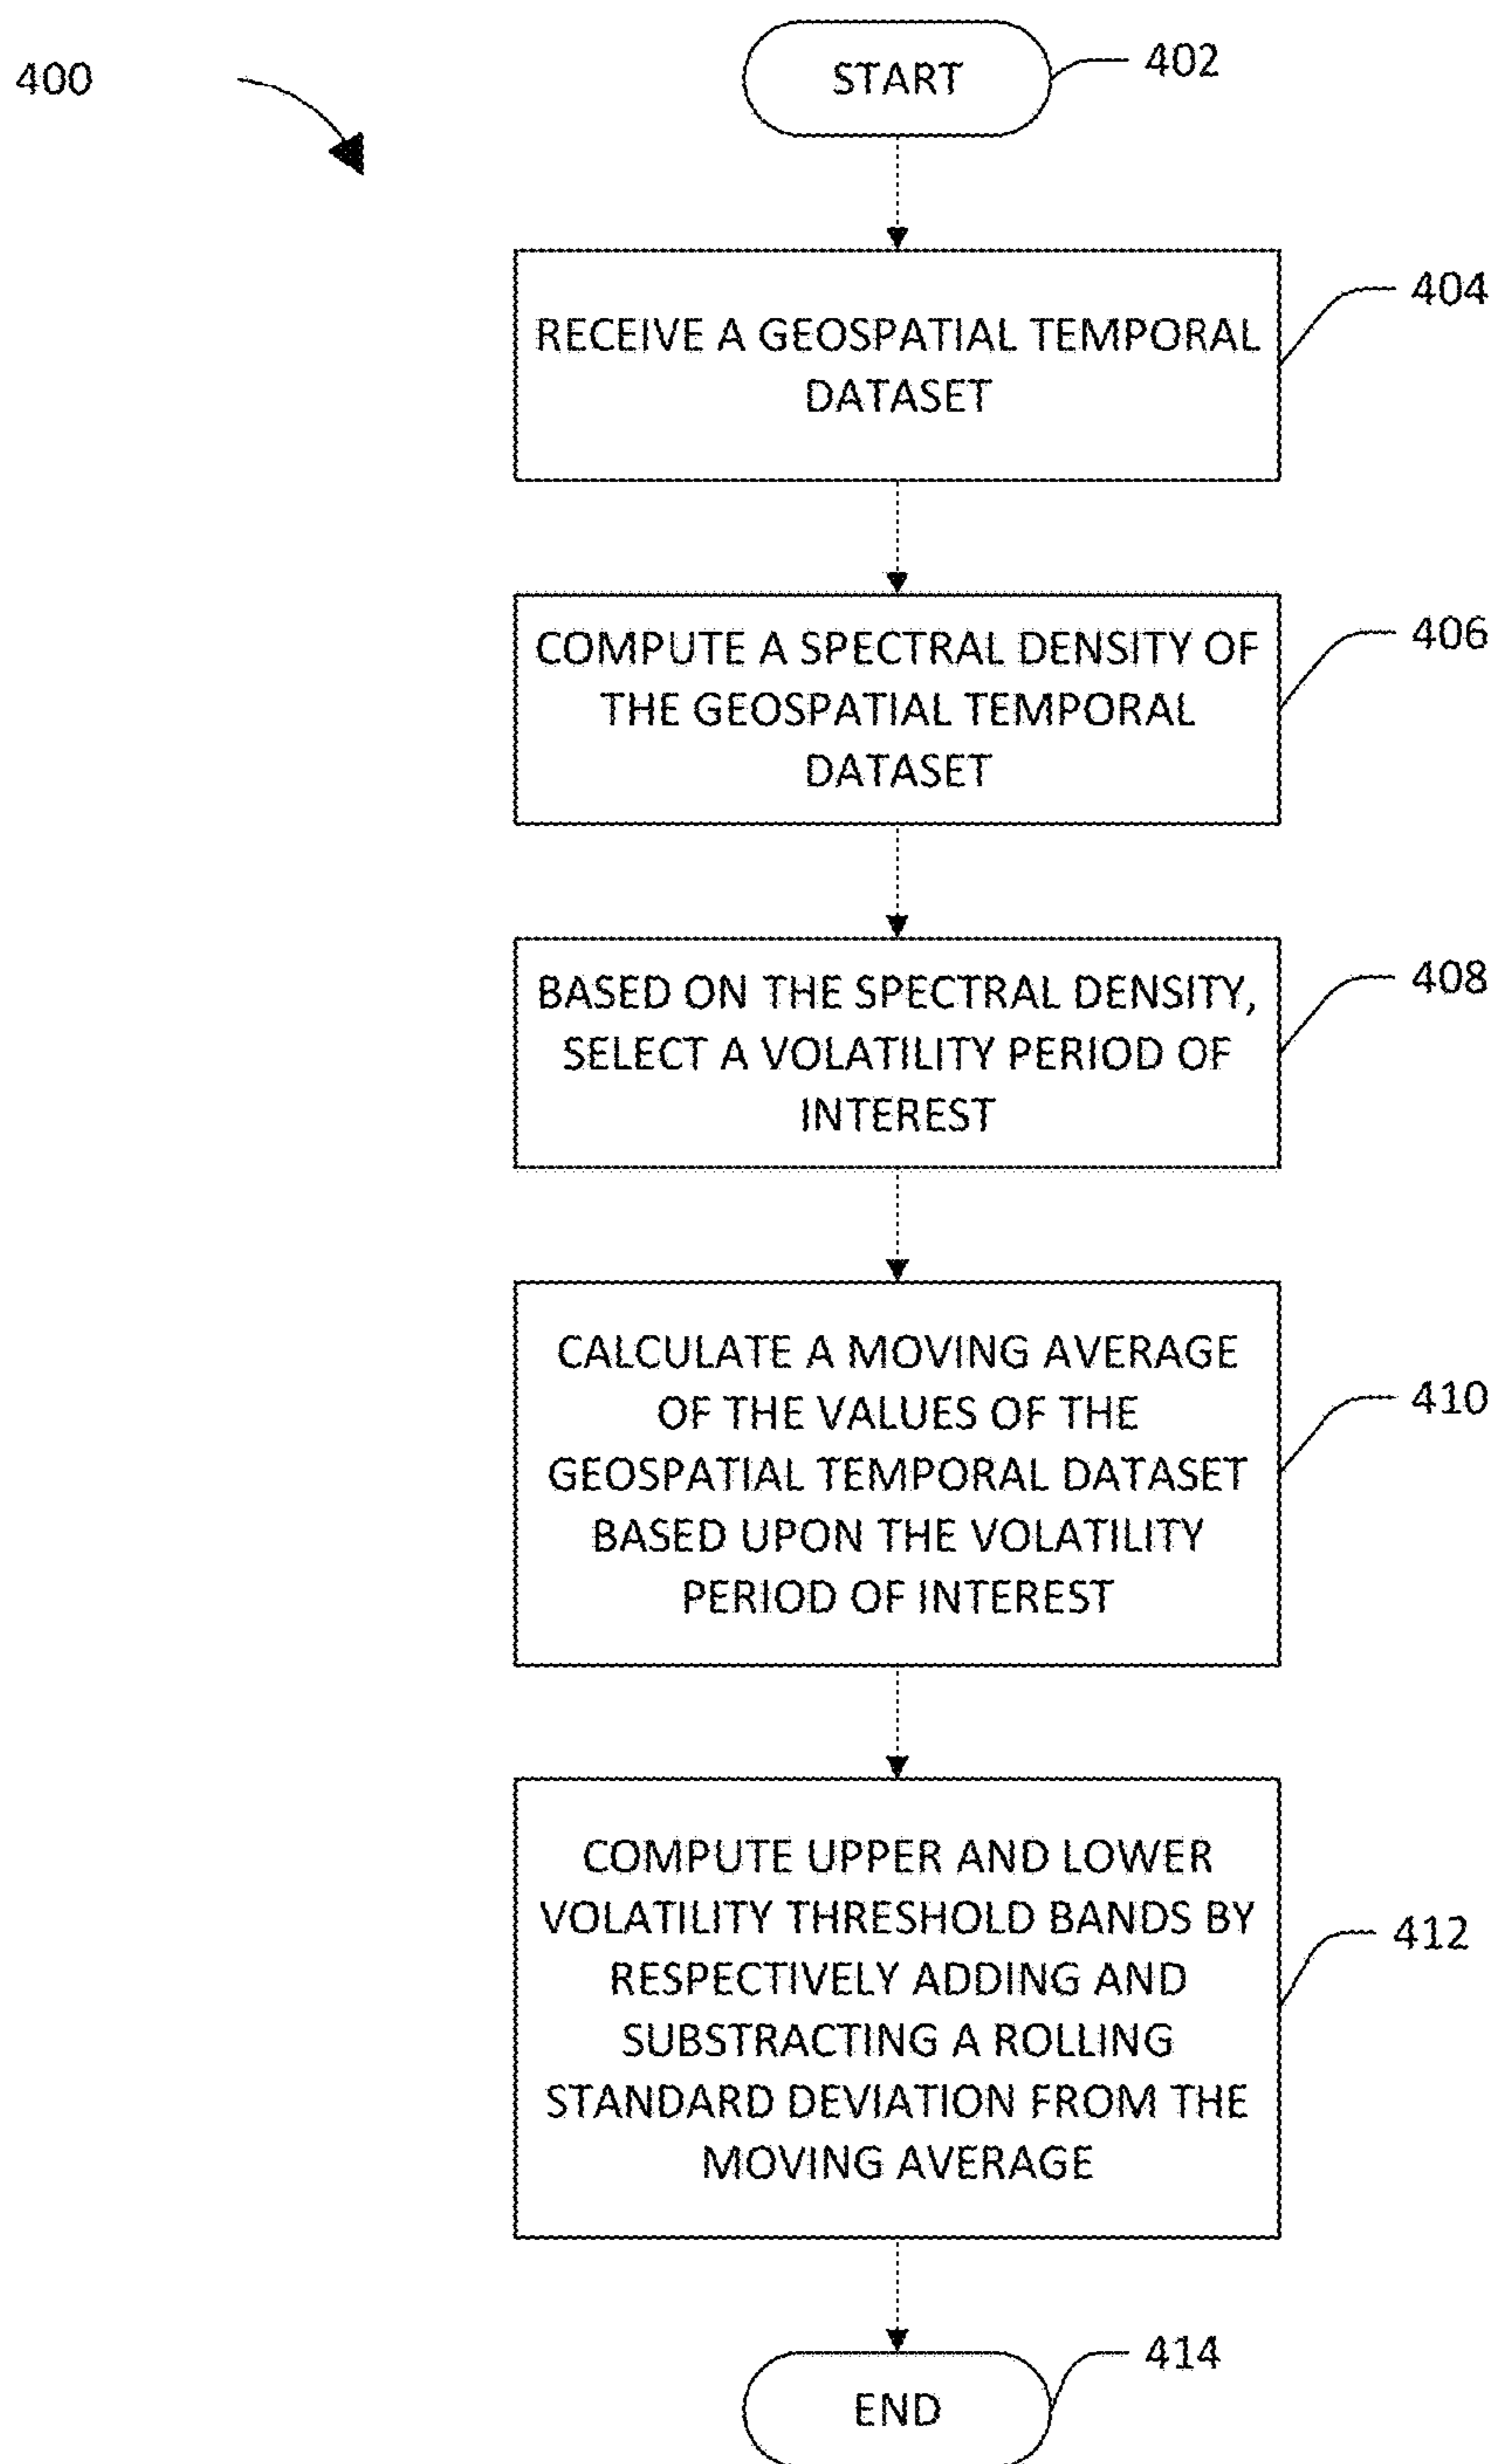 400
START
402
RECEIVE A GEOSPATIAL TEMPORAL
DATASET
404
COMPUTE A SPECTRAL DENSITY OF
THE GEOSPATIAL TEMPORAL
DATASET
406
BASED ON THE SPECTRAL DENSITY,
SELECT A VOLATILITY PERIOD OF
INTEREST
408
CALCULATE A MOVING AVERAGE
OF THE VALUES OF THE
GEOSPATIAL TEMPORAL DATASET
BASED UPON THE VOLATILITY
PERIOD OF INTEREST
410
COMPUTE UPPER AND LOWER
VOLATILITY THRESHOLD BANDS BY
RESPECTIVELY ADDING AND
SUBSTRACTING A ROLLING
STANDARD DEVIATION FROM THE
MOVING AVERAGE
412
END
414